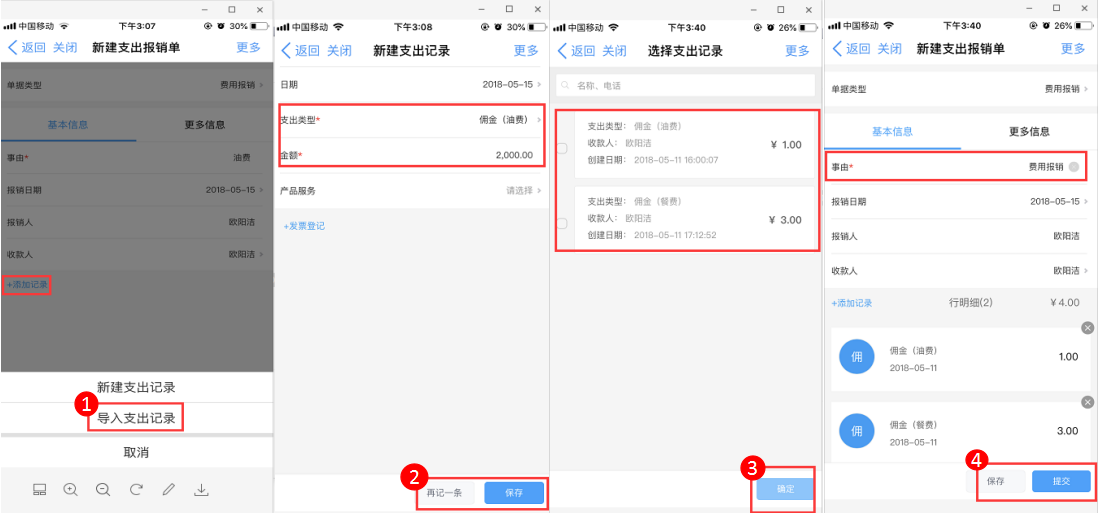 中国移动 下午3:07 30%
返回 关闭 新建支出报销单 更多
单据类型 费用报销
基本信息 更多信息
事由* 油费
报销日期 2018-05-15
报销人 欧阳洁
收款人 欧阳洁
+添加记录
新建支出记录
1
导入支出记录
取消
中国移动 下午3:08 30%
返回 关闭 新建支出记录 更多
日期 2018-05-15
支出类型* 佣金（油费）
金额* 2,000.00
产品服务 请选择
+发票登记
2
再记一条 保存
中国移动 下午3:40 26%
返回 关闭 选择支出记录 更多
名称、电话
支出类型： 佣金（油费）
收款人： 欧阳洁 ¥ 1.00
创建日期： 2018-05-11 16:00:07
支出类型： 佣金（餐费）
收款人： 欧阳洁 ¥ 3.00
创建日期： 2018-05-11 17:12:52
3
确定
中国移动 下午3:40 26%
返回 关闭 新建支出报销单 更多
单据类型 费用报销
基本信息 更多信息
事由* 费用报销
报销日期 2018-05-15
报销人 欧阳洁
收款人 欧阳洁
+添加记录 行明细(2) ¥ 4.00
佣 佣金（油费） 1.00
2018-05-11
佣 佣金（餐费） 3.00
2018-05-11
4
保存 提交